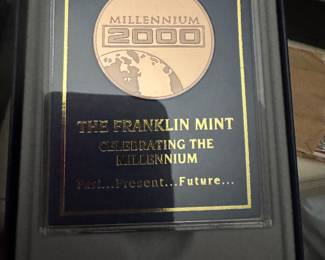 MILLENNIUM
2000
THE FRANKLIN MINT
CELEBRATING THE
MILLENNIUM
Past...Present...Future...